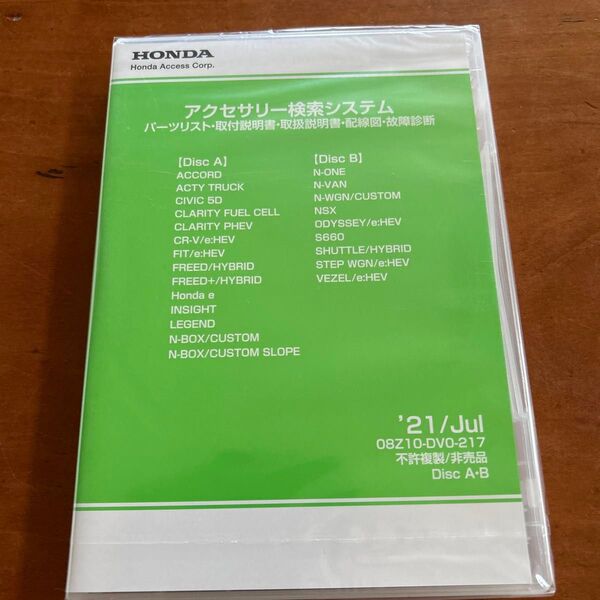 HONDA
Honda Access Corp.
アクセサリー検索システム
パーツリスト・取付説明書・取扱説明書・配線図・故障診断
【Disc A】
ACCORD
ACTY TRUCK
CIVIC 5D
CLARITY FUEL CELL
CLARITY PHEV
CR-V/e:HEV
FIT/e:HEV
FREED/HYBRID
FREED+/HYBRID
Honda e
INSIGHT
LEGEND
N-BOX/CUSTOM
N-BOX/CUSTOM SLOPE
【Disc B】
N-ONE
N-VAN
N-WGN/CUSTOM
NSX
ODYSSEY/e:HEV
S660
SHUTTLE/HYBRID
STEP WGN/e:HEV
VEZEL/e:HEV
'21/Jul
08Z10-DV0-217
不許複製/非売品
Disc A・B